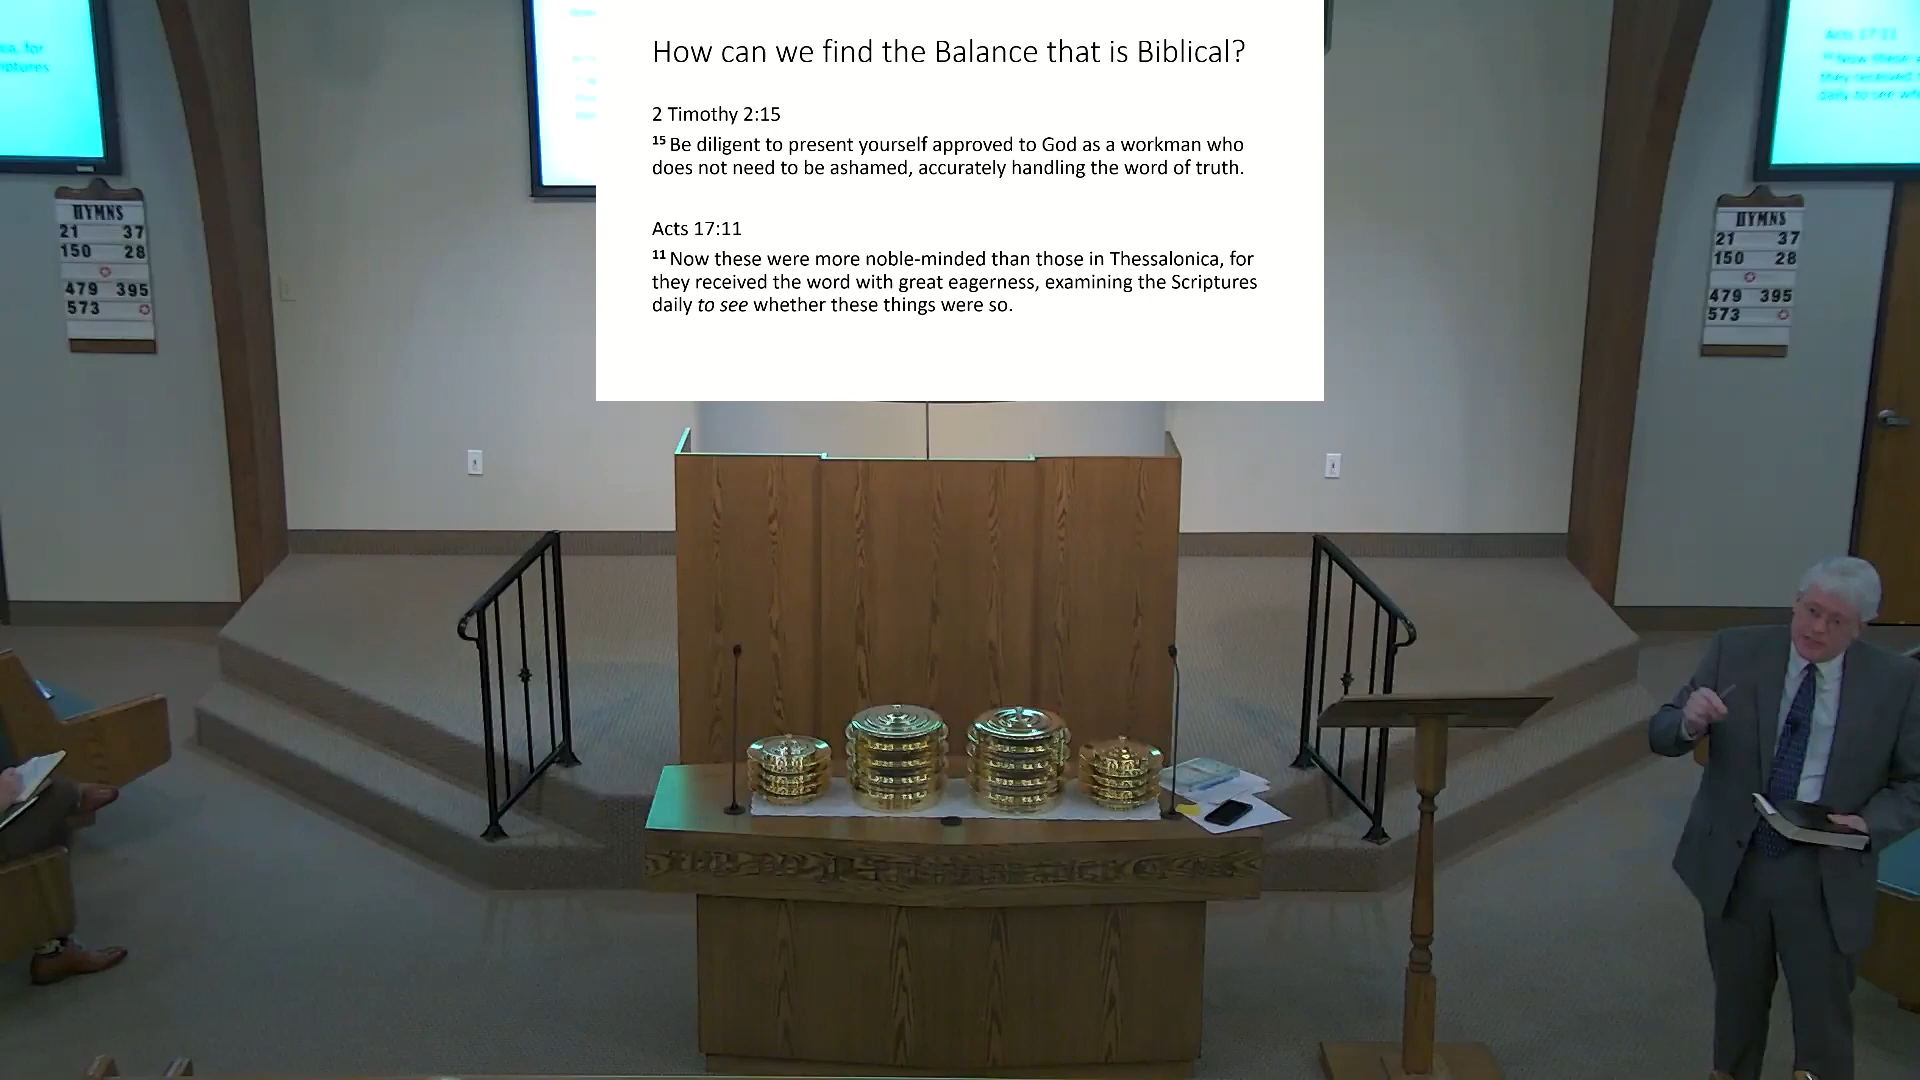 How can we find the Balance that is Biblical?
2 Timothy 2:15
15 Be diligent to present yourself approved to God as a workman who
does not need to be ashamed, accurately handling the word of truth.
Acts 17:11
11 Now these were more noble-minded than those in Thessalonica, for
they received the word with great eagerness, examining the Scriptures
daily to see whether these things were so.
HYMNS
21 37
150 28
479 395
573
HYMNS
21 37
150 28
479 395
573
Acts 17:11